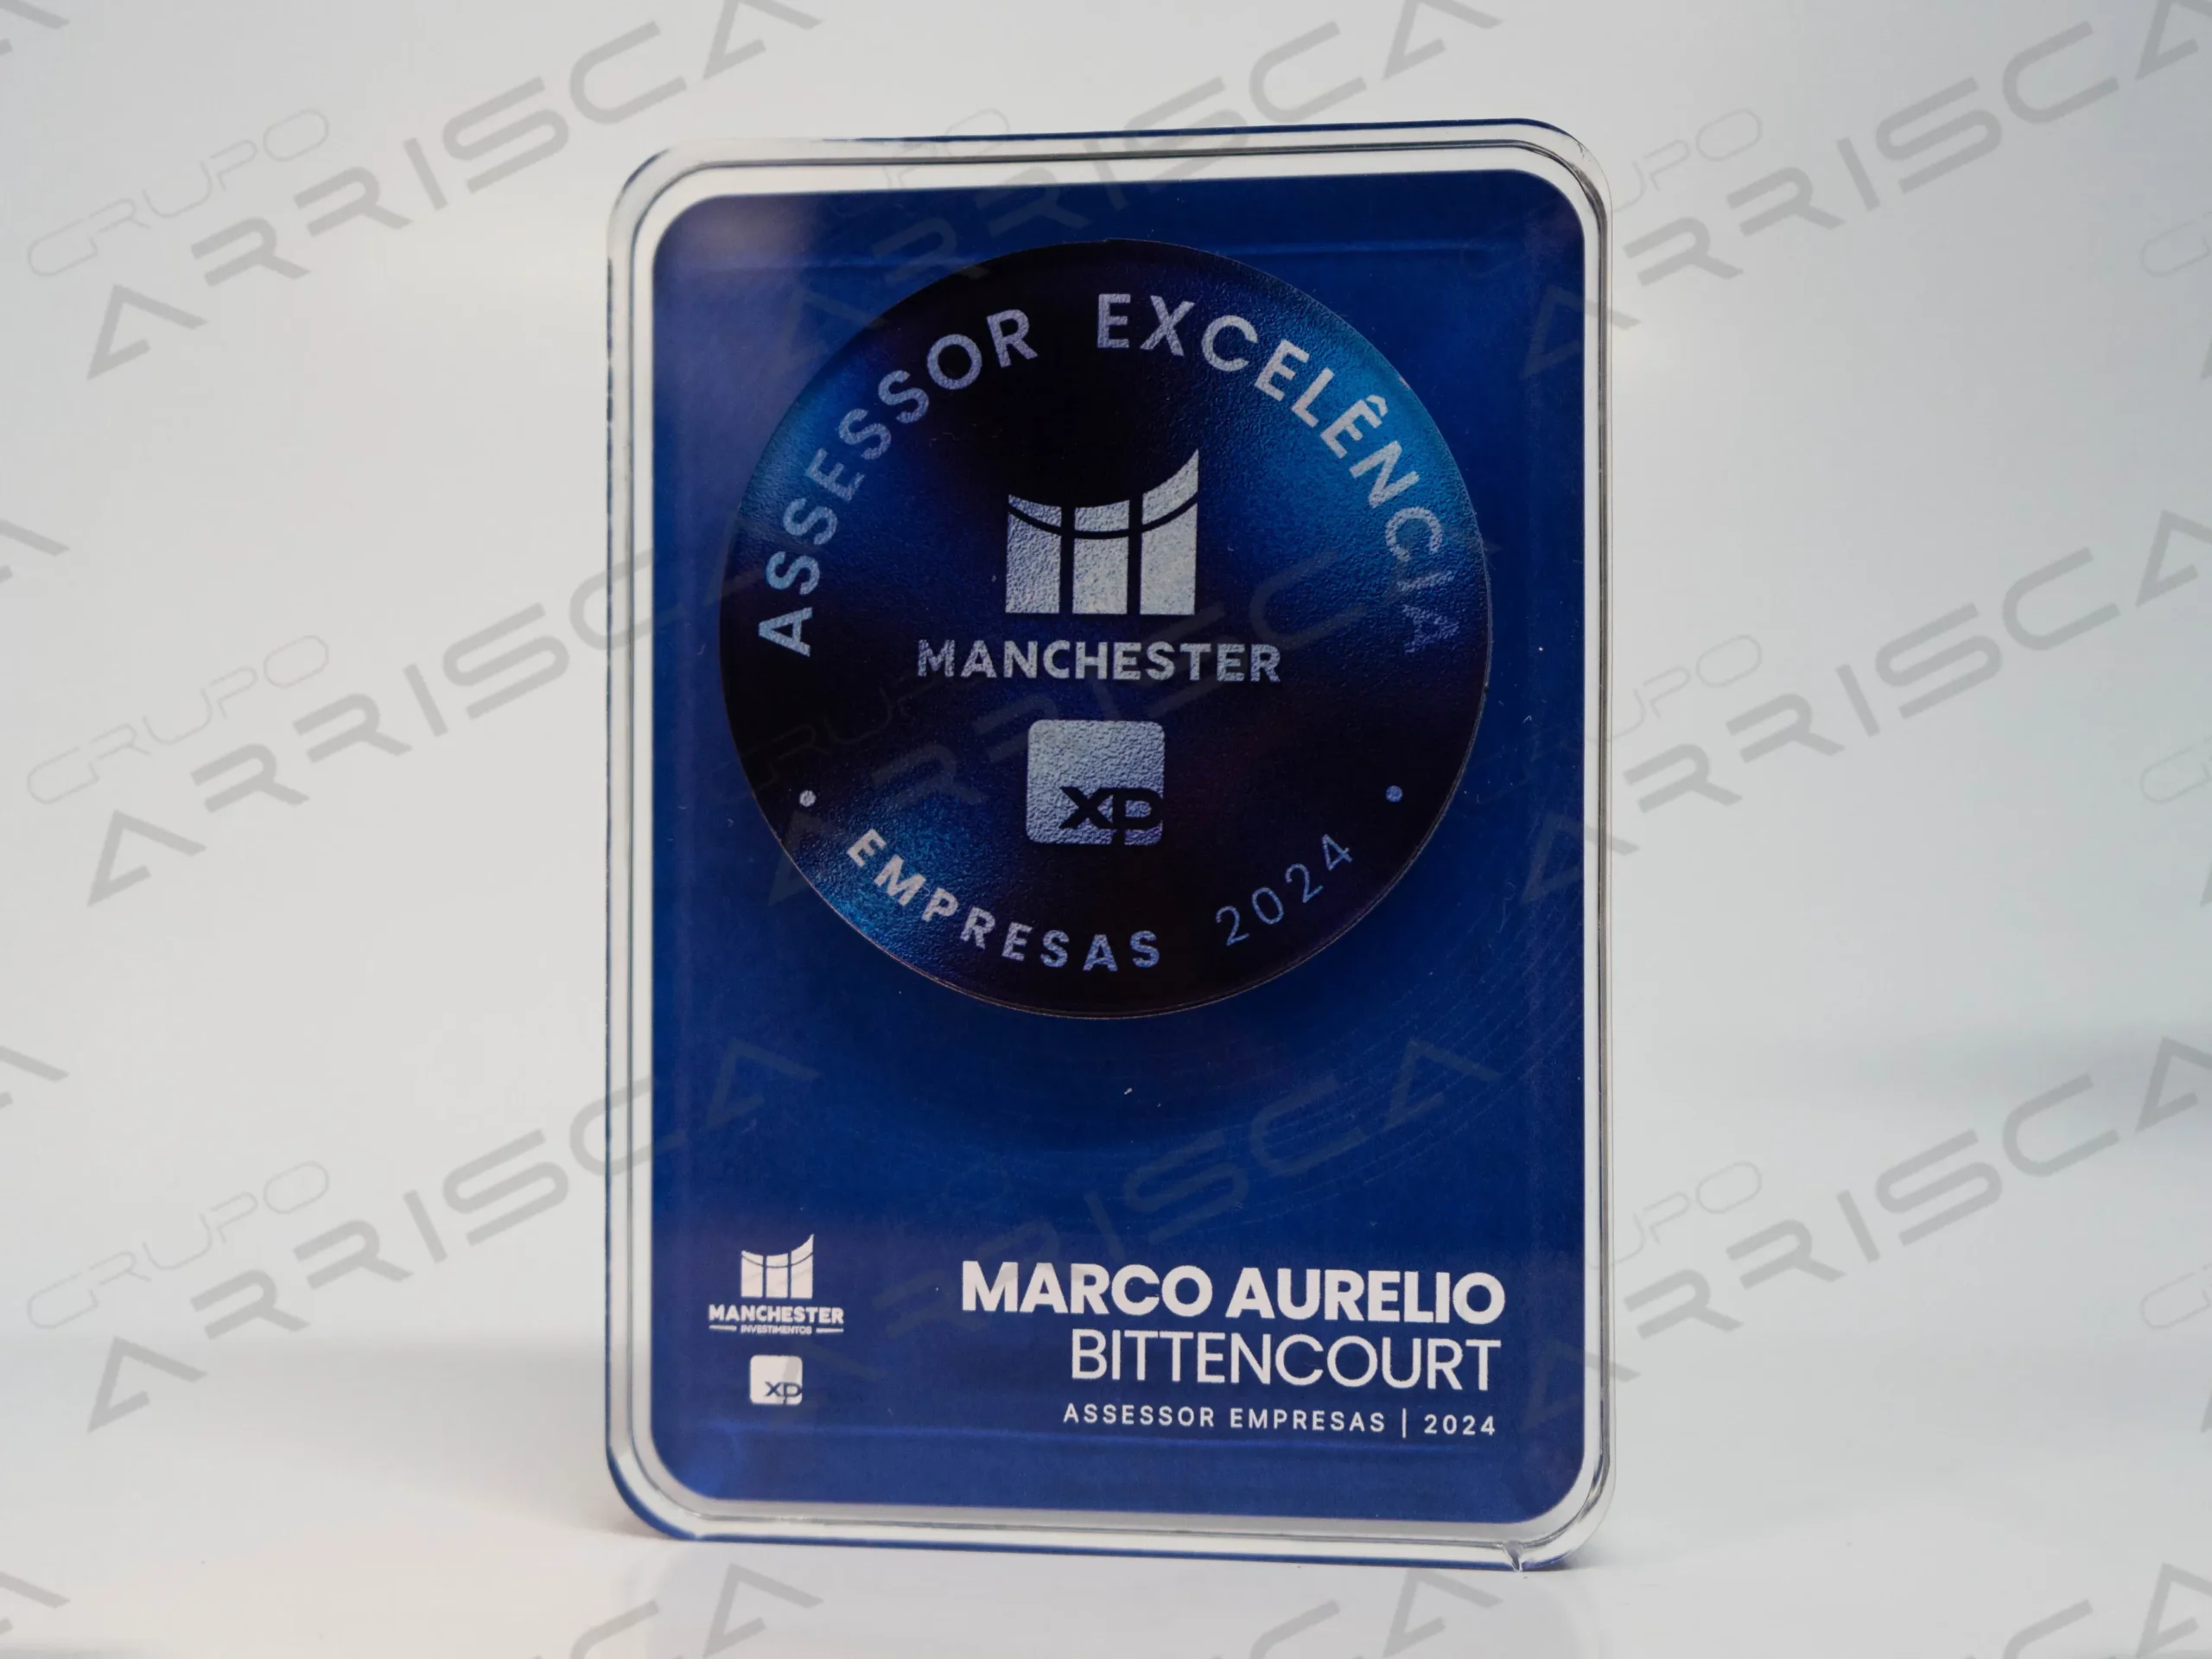 ASSESSOR EXCELÊNCIA
MANCHESTER
XP
EMPRESAS 2024
MANCHESTER
INVESTIMENTOS
XP
MARCO AURELIO
BITTENCOURT
ASSESSOR EMPRESAS | 2024
GRUPO
ARRISCA